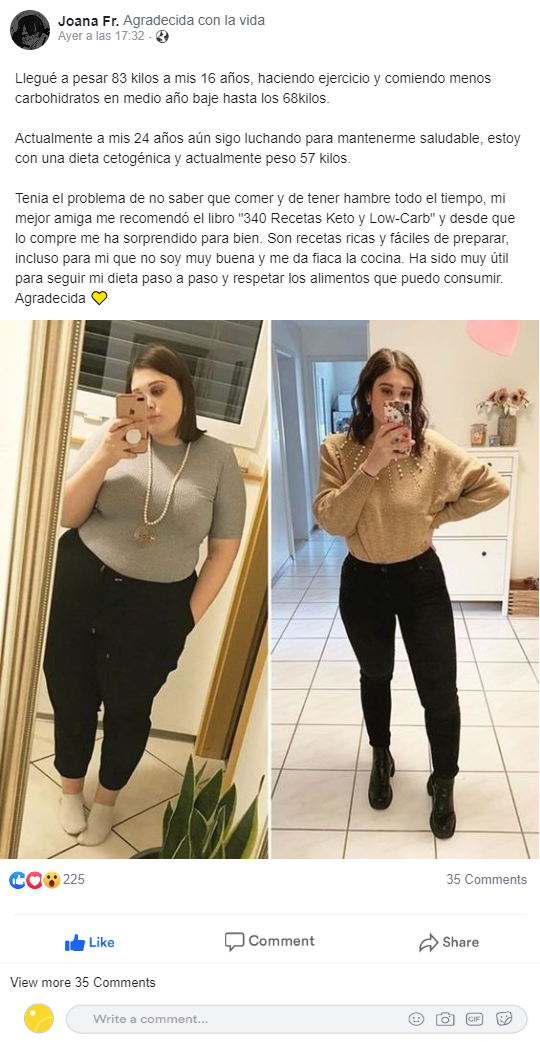 Joana Fr. Agradecida con la vida
Ayer a las 17:32 ·
Llegué a pesar 83 kilos a mis 16 años, haciendo ejercicio y comiendo menos
carbohidratos en medio año baje hasta los 68kilos.
Actualmente a mis 24 años aún sigo luchando para mantenerme saludable, estoy
con una dieta cetogénica y actualmente peso 57 kilos.
Tenia el problema de no saber que comer y de tener hambre todo el tiempo, mi
mejor amiga me recomendó el libro "340 Recetas Keto y Low-Carb" y desde que
lo compre me ha sorprendido para bien. Son recetas ricas y fáciles de preparar,
incluso para mi que no soy muy buena y me da fiaca la cocina. Ha sido muy útil
para seguir mi dieta paso a paso y respetar los alimentos que puedo consumir.
Agradecida 💛
225 35 Comments
Like Comment Share
View more 35 Comments
Write a comment... GIF